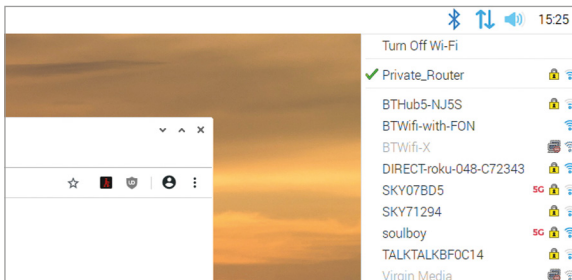 15:25
Turn Off Wi-Fi
Private_Router
BTHub5-NJ5S
BTWifi-with-FON
BTWifi-X
DIRECT-roku-048-C72343
SKY07BD5 5G
SKY71294
soulboy 5G
TALKTALKBF0C14
Virgin Media